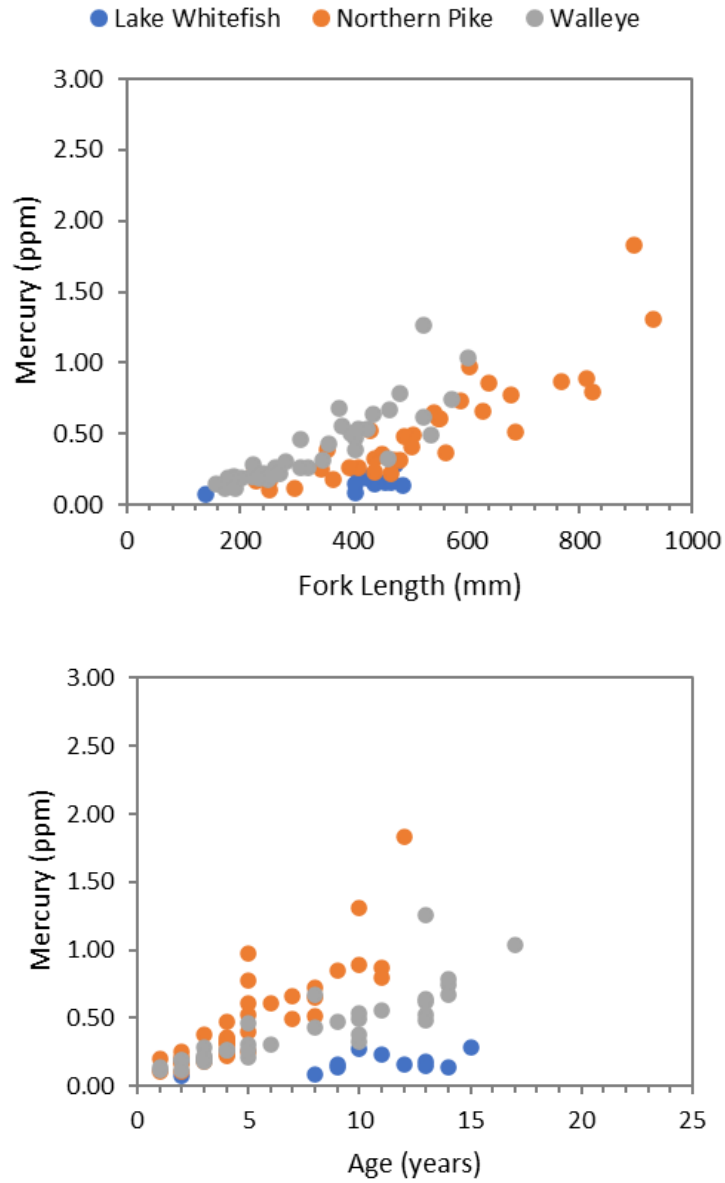 Lake Whitefish Northern Pike Walleye
3.00
2.50
2.00
1.50
1.00
0.50
0.00
Mercury (ppm)
0 200 400 600 800 1000
Fork Length (mm)
3.00
2.50
2.00
1.50
1.00
0.50
0.00
Mercury (ppm)
0 5 10 15 20 25
Age (years)